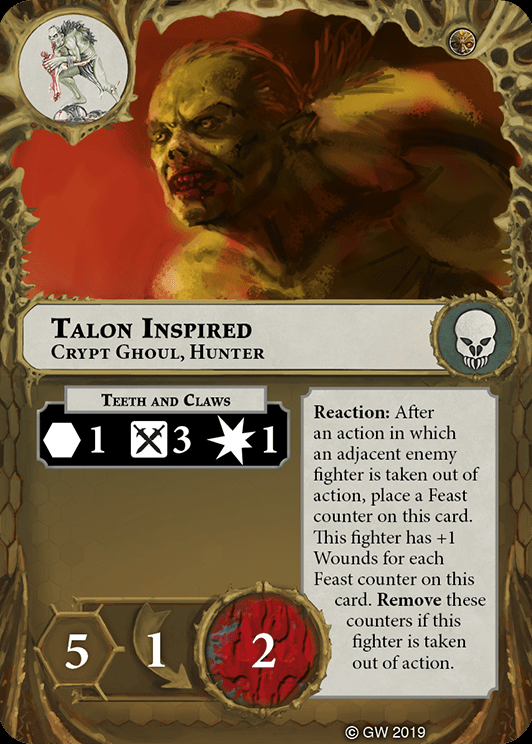 Talon Inspired
Crypt Ghoul, Hunter
Teeth and Claws
1 3 1
Reaction: After
an action in which
an adjacent enemy
fighter is taken out of
action, place a Feast
counter on this card.
This fighter has +1
Wounds for each
Feast counter on this
card. Remove these
counters if this
fighter is taken
out of action.
5 1 2
© GW 2019